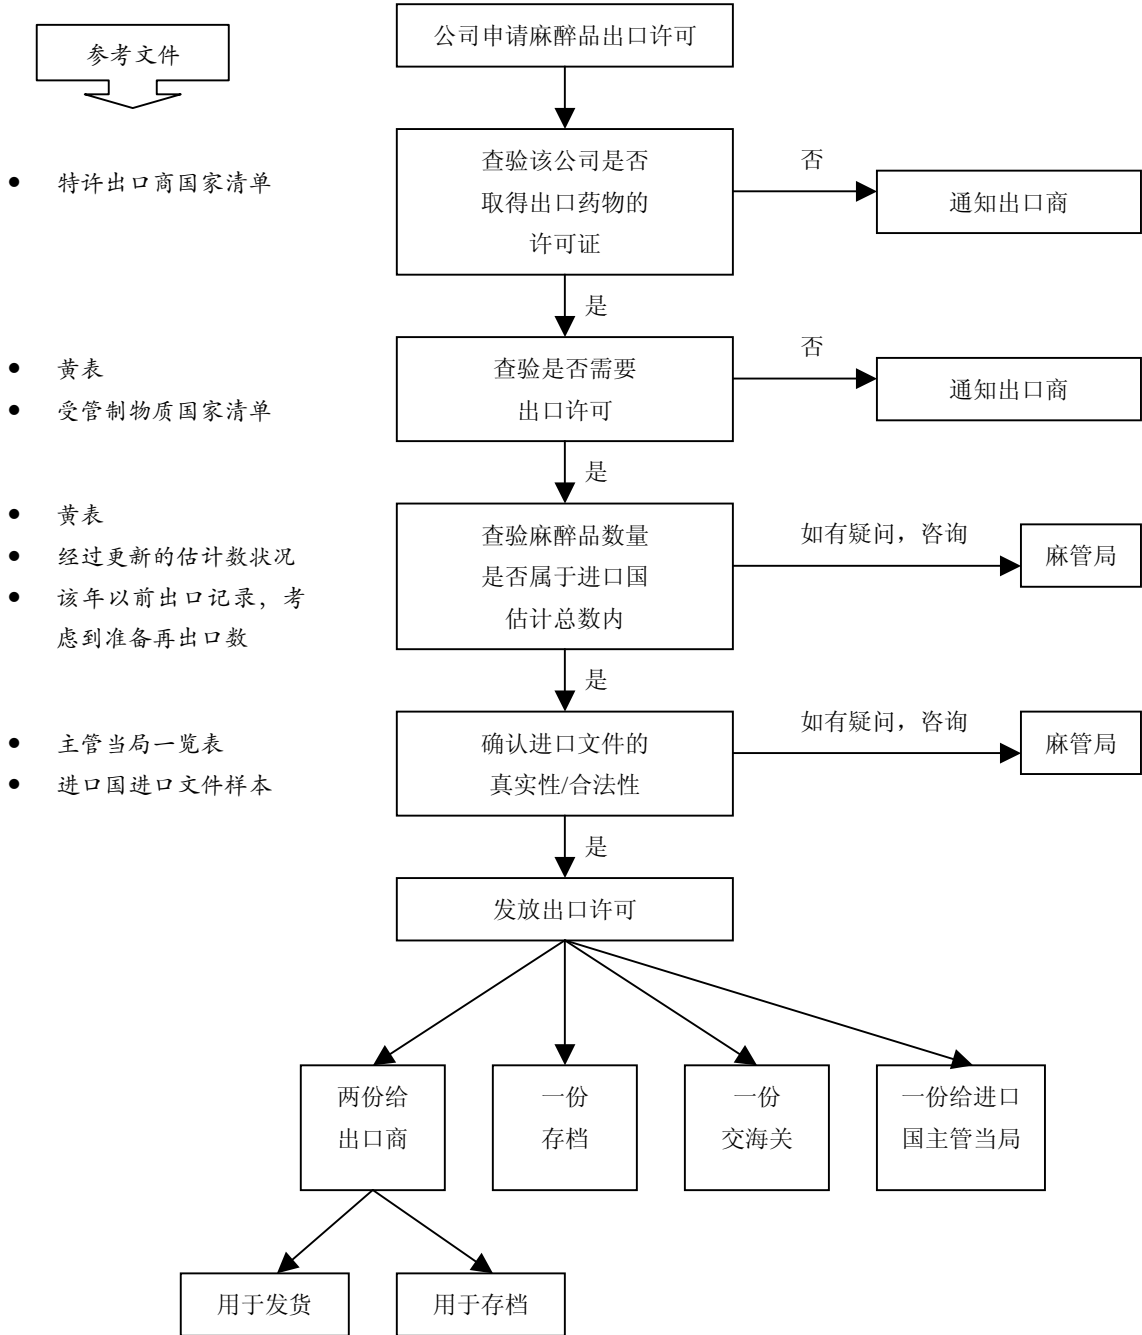 公司申请麻醉品出口许可
参考文件
查验该公司是否
取得出口药物的
许可证
否
通知出口商
• 特许出口商国家清单
是
查验是否需要
出口许可
否
通知出口商
• 黄表
• 受管制物质国家清单
是
查验麻醉品数量
是否属于进口国
估计总数内
如有疑问，咨询
麻管局
• 黄表
• 经过更新的估计数状况
• 该年以前出口记录，考
虑到准备再出口数
是
确认进口文件的
真实性/合法性
如有疑问，咨询
麻管局
• 主管当局一览表
• 进口国进口文件样本
是
发放出口许可
两份给
出口商
一份
存档
一份
交海关
一份给进口
国主管当局
用于发货
用于存档